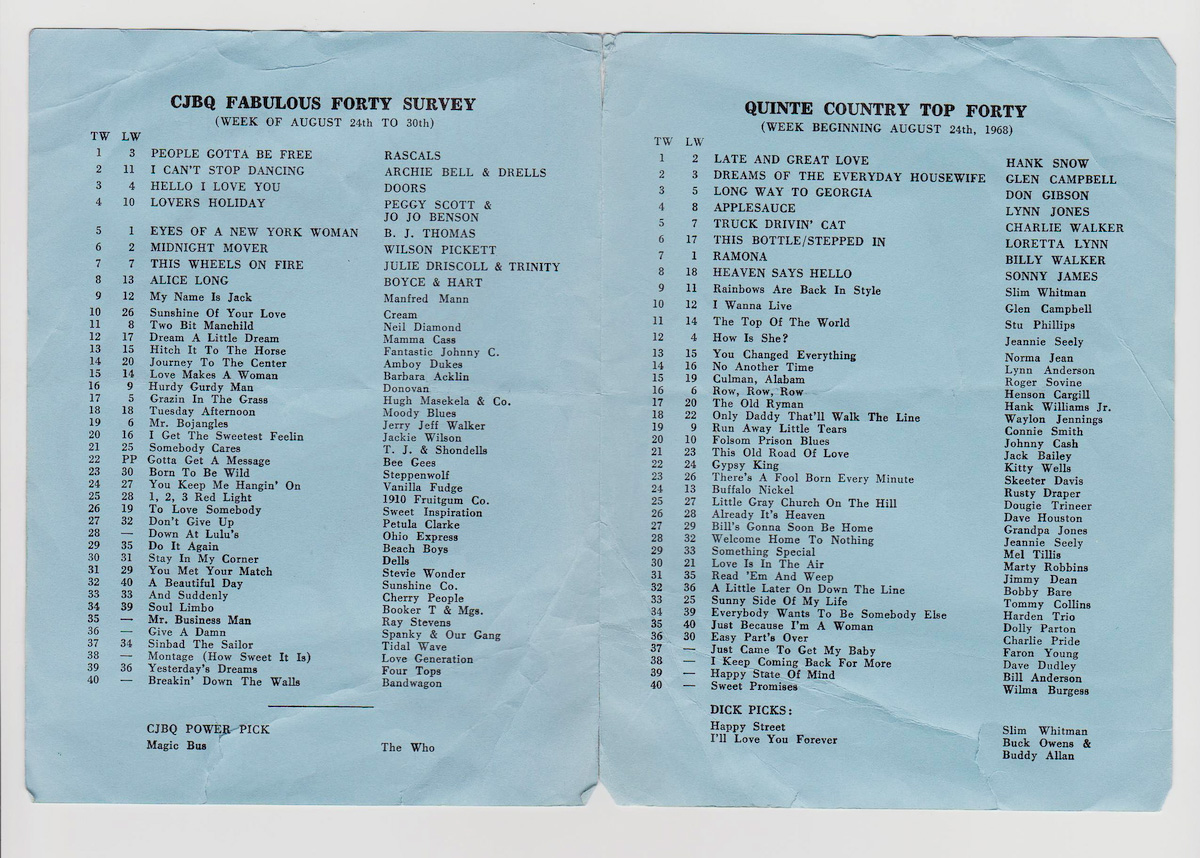 CJBQ FABULOUS FORTY SURVEY
(WEEK OF AUGUST 24th TO 30th)
TW LW
1 3 PEOPLE GOTTA BE FREE RASCALS
2 11 I CAN'T STOP DANCING ARCHIE BELL & DRELLS
3 4 HELLO I LOVE YOU DOORS
4 10 LOVERS HOLIDAY PEGGY SCOTT &
JO JO BENSON
5 1 EYES OF A NEW YORK WOMAN B. J. THOMAS
6 2 MIDNIGHT MOVER WILSON PICKETT
7 7 THIS WHEELS ON FIRE JULIE DRISCOLL & TRINITY
8 13 ALICE LONG BOYCE & HART
9 12 My Name Is Jack Manfred Mann
10 26 Sunshine Of Your Love Cream
11 8 Two Bit Manchild Neil Diamond
12 17 Dream A Little Dream Mamma Cass
13 15 Hitch It To The Horse Fantastic Johnny C.
14 20 Journey To The Center Amboy Dukes
15 14 Love Makes A Woman Barbara Acklin
16 9 Hurdy Gurdy Man Donovan
17 5 Grazin In The Grass Hugh Masekela & Co.
18 18 Tuesday Afternoon Moody Blues
19 6 Mr. Bojangles Jerry Jeff Walker
20 16 I Get The Sweetest Feelin Jackie Wilson
21 25 Somebody Cares T. J. & Shondells
22 PP Gotta Get A Message Bee Gees
23 30 Born To Be Wild Steppenwolf
24 27 You Keep Me Hangin' On Vanilla Fudge
25 28 1, 2, 3 Red Light 1910 Fruitgum Co.
26 19 To Love Somebody Sweet Inspiration
27 32 Don't Give Up Petula Clarke
28 — Down At Lulu's Ohio Express
29 35 Do It Again Beach Boys
30 31 Stay In My Corner Dells
31 29 You Met Your Match Stevie Wonder
32 40 A Beautiful Day Sunshine Co.
33 33 And Suddenly Cherry People
34 39 Soul Limbo Booker T & Mgs.
35 — Mr. Business Man Ray Stevens
36 — Give A Damn Spanky & Our Gang
37 34 Sinbad The Sailor Tidal Wave
38 — Montage (How Sweet It Is) Love Generation
39 36 Yesterday's Dreams Four Tops
40 — Breakin' Down The Walls Bandwagon
CJBQ POWER PICK
Magic Bus The Who
QUINTE COUNTRY TOP FORTY
(WEEK BEGINNING AUGUST 24th, 1968)
TW LW
1 2 LATE AND GREAT LOVE HANK SNOW
2 3 DREAMS OF THE EVERYDAY HOUSEWIFE GLEN CAMPBELL
3 5 LONG WAY TO GEORGIA DON GIBSON
4 8 APPLESAUCE LYNN JONES
5 7 TRUCK DRIVIN' CAT CHARLIE WALKER
6 17 THIS BOTTLE/STEPPED IN LORETTA LYNN
7 1 RAMONA BILLY WALKER
8 18 HEAVEN SAYS HELLO SONNY JAMES
9 11 Rainbows Are Back In Style Slim Whitman
10 12 I Wanna Live Glen Campbell
11 14 The Top Of The World Stu Phillips
12 4 How Is She? Jeannie Seely
13 15 You Changed Everything Norma Jean
14 16 No Another Time Lynn Anderson
15 19 Culman, Alabam Roger Sovine
16 6 Row, Row, Row Henson Cargill
17 20 The Old Ryman Hank Williams Jr.
18 22 Only Daddy That'll Walk The Line Waylon Jennings
19 9 Run Away Little Tears Connie Smith
20 10 Folsom Prison Blues Johnny Cash
21 23 This Old Road Of Love Jack Bailey
22 24 Gypsy King Kitty Wells
23 26 There's A Fool Born Every Minute Skeeter Davis
24 13 Buffalo Nickel Rusty Draper
25 27 Little Gray Church On The Hill Dougie Trineer
26 28 Already It's Heaven Dave Houston
27 29 Bill's Gonna Soon Be Home Grandpa Jones
28 32 Welcome Home To Nothing Jeannie Seely
29 33 Something Special Mel Tillis
30 21 Love Is In The Air Marty Robbins
31 35 Read 'Em And Weep Jimmy Dean
32 36 A Little Later On Down The Line Bobby Bare
33 25 Sunny Side Of My Life Tommy Collins
34 39 Everybody Wants To Be Somebody Else Harden Trio
35 40 Just Because I'm A Woman Dolly Parton
36 30 Easy Part's Over Charlie Pride
37 — Just Came To Get My Baby Faron Young
38 — I Keep Coming Back For More Dave Dudley
39 — Happy State Of Mind Bill Anderson
40 — Sweet Promises Wilma Burgess
DICK PICKS:
Happy Street Slim Whitman
I'll Love You Forever Buck Owens &
Buddy Allan